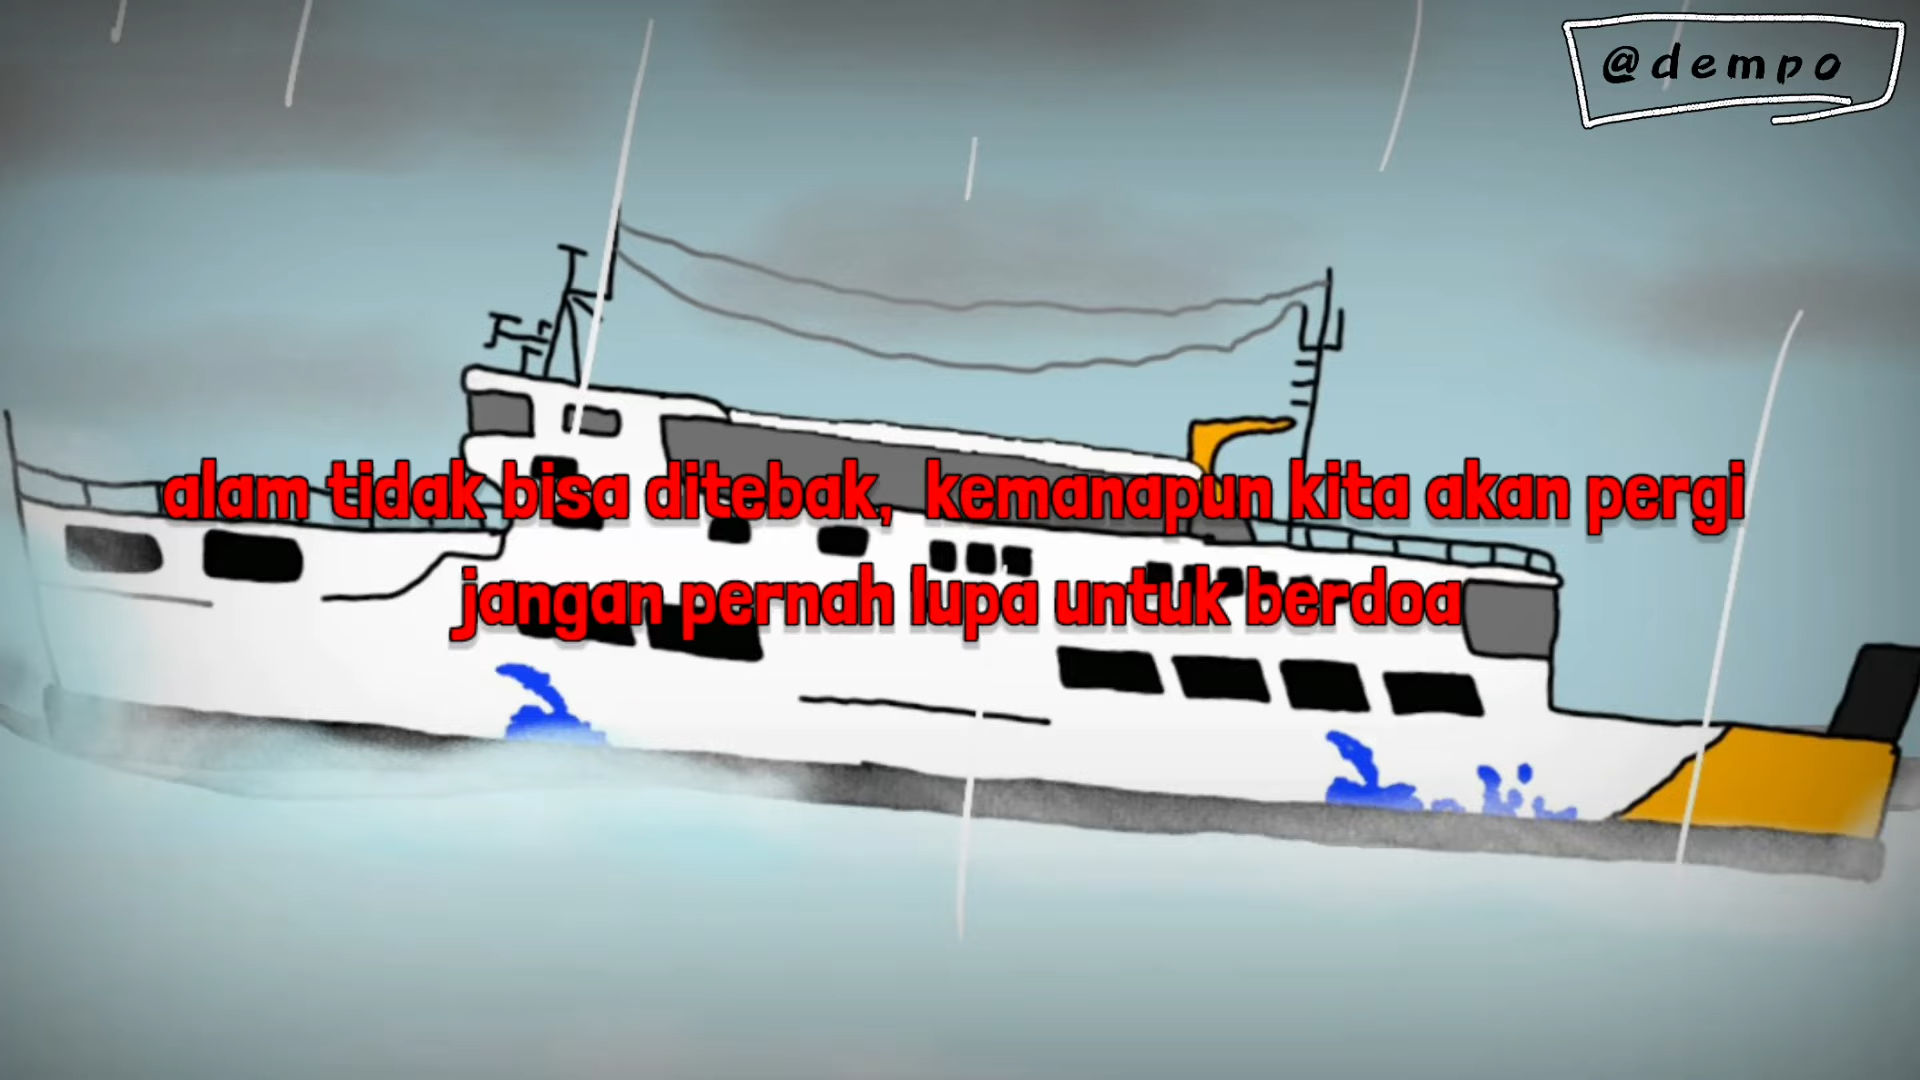 @dempo
alam tidak bisa ditebak, kemanapun kita akan pergi
jangan pernah lupa untuk berdoa